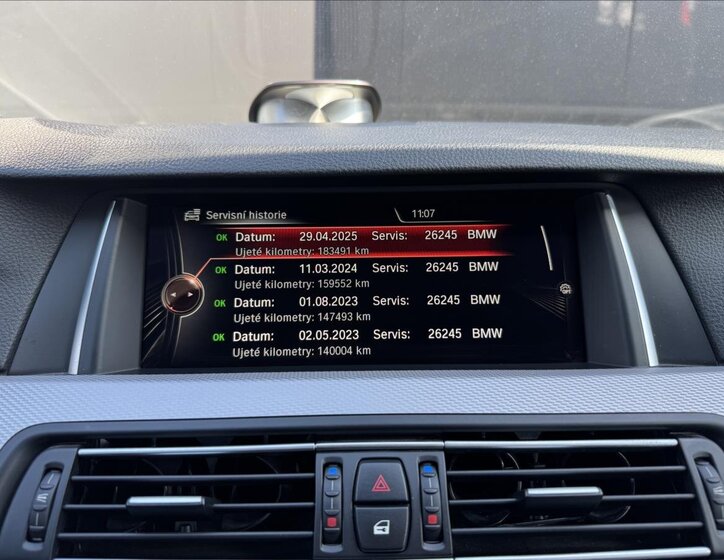 Servisní historie 11:07
OK Datum: 29.04.2025 Servis: 26245 BMW
Ujeté kilometry: 183491 km
OK Datum: 11.03.2024 Servis: 26245 BMW
Ujeté kilometry: 159552 km
OK Datum: 01.08.2023 Servis: 26245 BMW
Ujeté kilometry: 147493 km
OK Datum: 02.05.2023 Servis: 26245 BMW
Ujeté kilometry: 140004 km